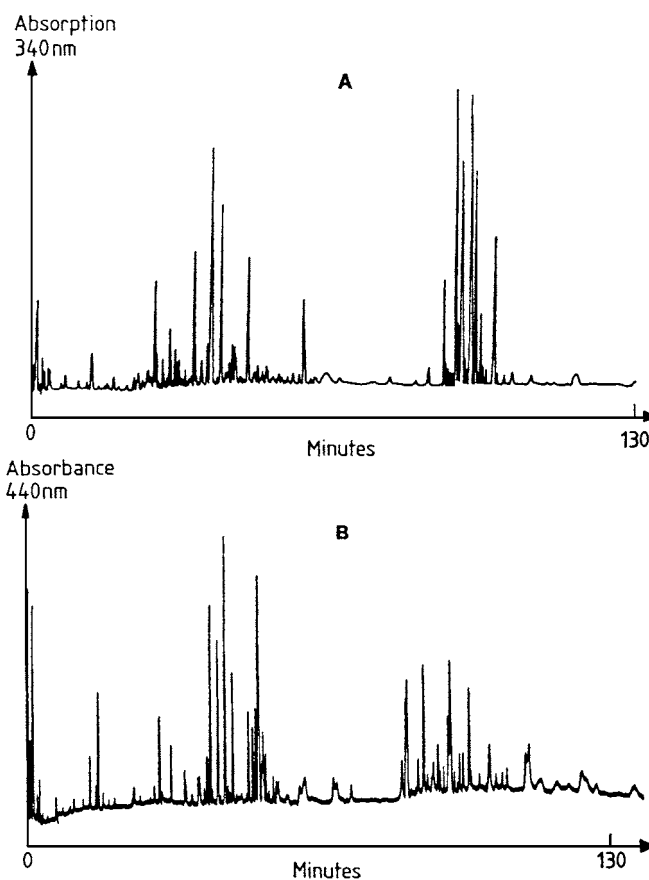 Absorption
340nm
A
0
130
Minutes
Absorbance
440nm
B
0
130
Minutes